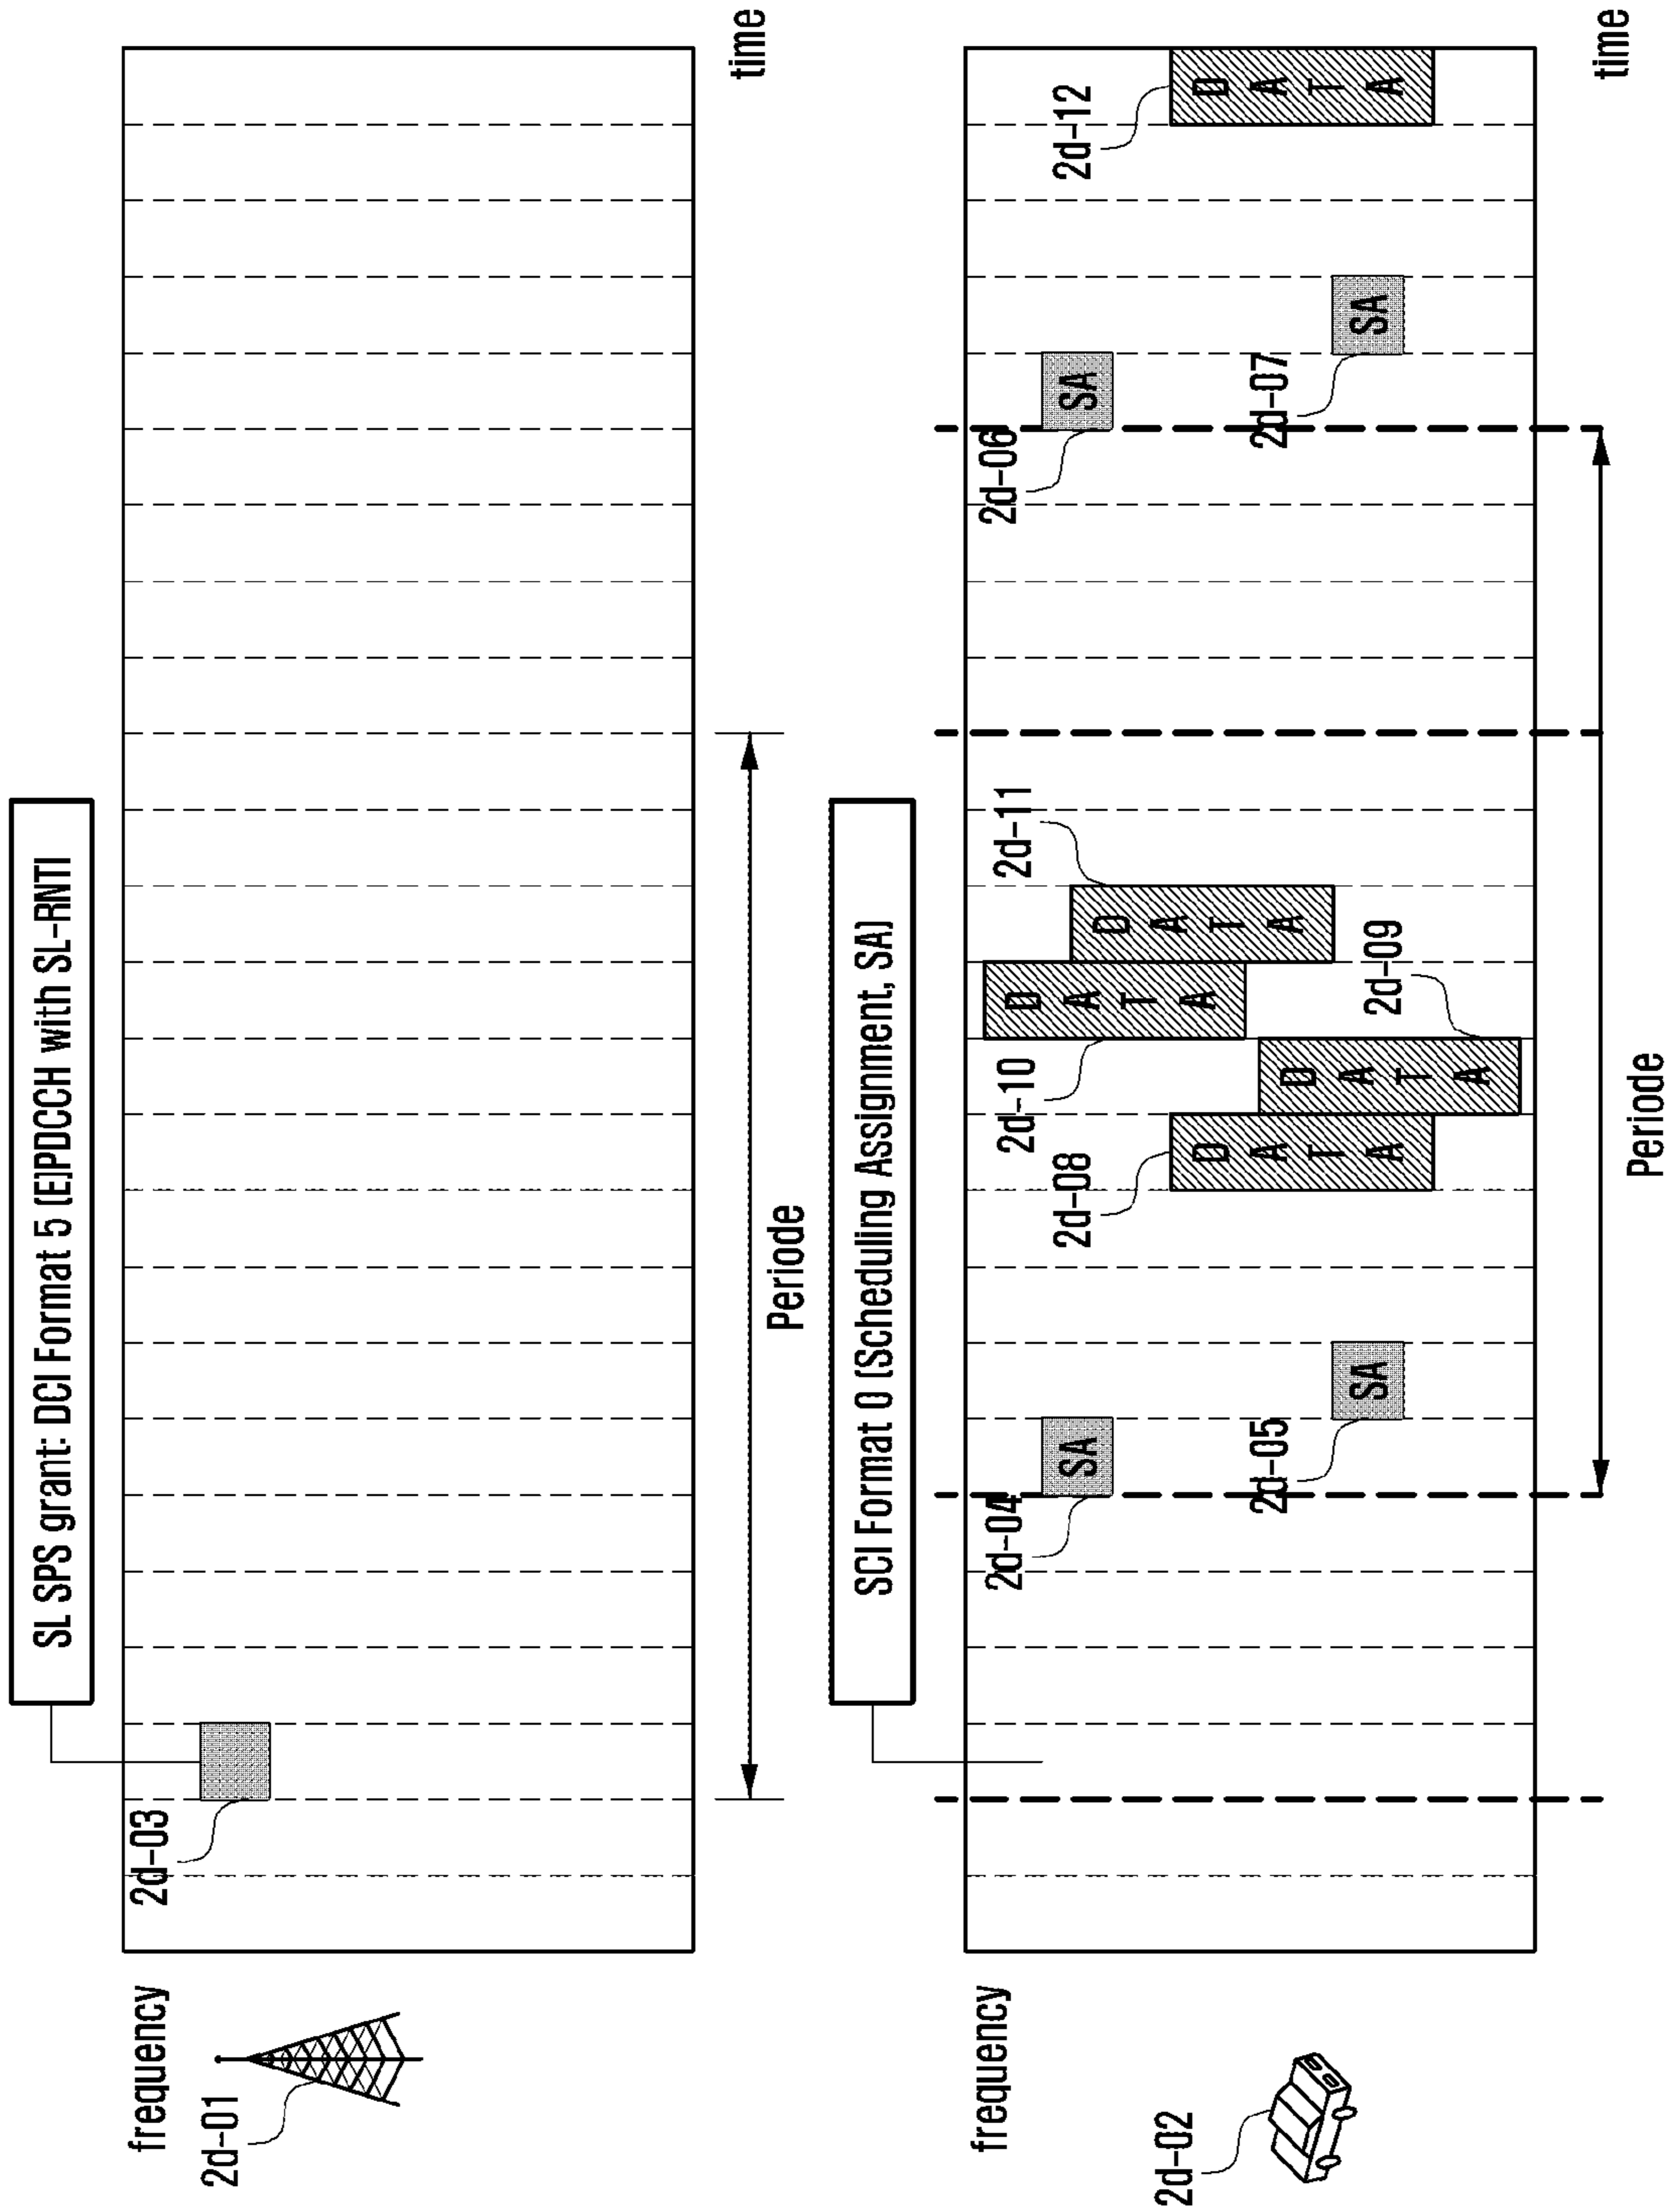 SL SPS grant: DCI Format 5 (E)PDCCH with SL-RNTI
frequency
2d-03
2d-01
time
Periode
SCI Format 0 (Scheduling Assignment, SA)
frequency
2d-04
2d-10
2d-11
2d-06
SA
SA
2d-08
DATA
DATA
2d-12
2d-02
2d-05
DATA
DATA
2d-07
DATA
SA
2d-09
SA
time
Periode